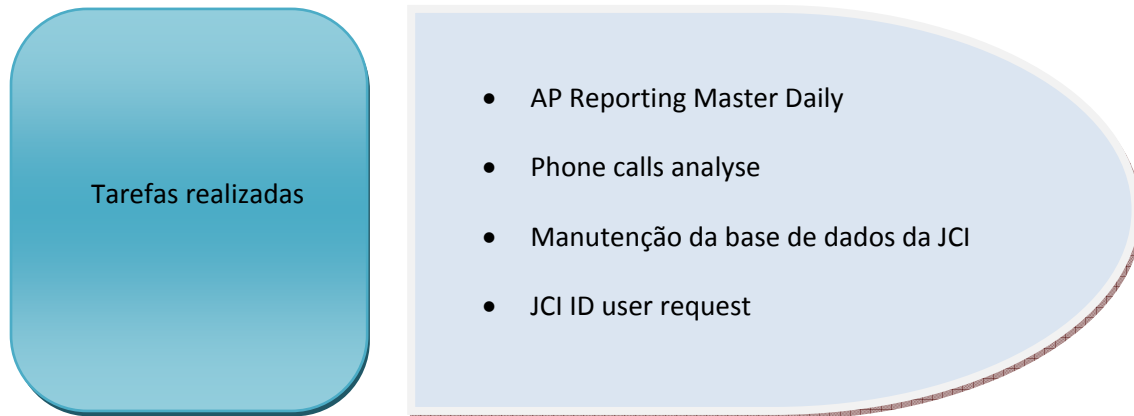 Tarefas realizadas
• AP Reporting Master Daily
• Phone calls analyse
• Manutenção da base de dados da JCI
• JCI ID user request